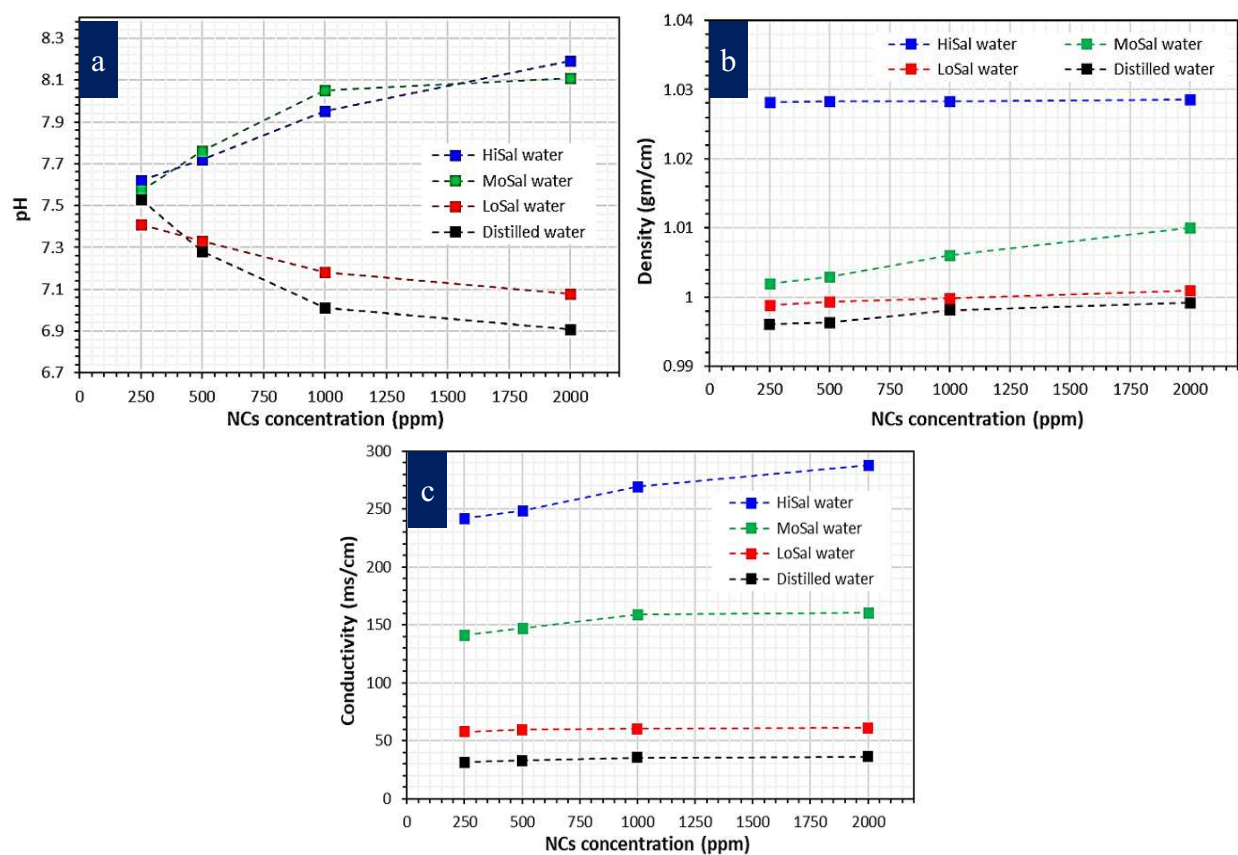 a
8.3
8.1
7.9
7.7
7.5
7.3
7.1
6.9
6.7
pH
HiSal water
MoSal water
LoSal water
Distilled water
0 250 500 750 1000 1250 1500 1750 2000
NCs concentration (ppm)
b
1.04
1.03
1.02
1.01
1
0.99
Density (gm/cm)
HiSal water MoSal water
LoSal water Distilled water
0 250 500 750 1000 1250 1500 1750 2000
NCs concentration (ppm)
c
300
250
200
150
100
50
0
Conductivity (ms/cm)
HiSal water
MoSal water
LoSal water
Distilled water
0 250 500 750 1000 1250 1500 1750 2000
NCs concentration (ppm)